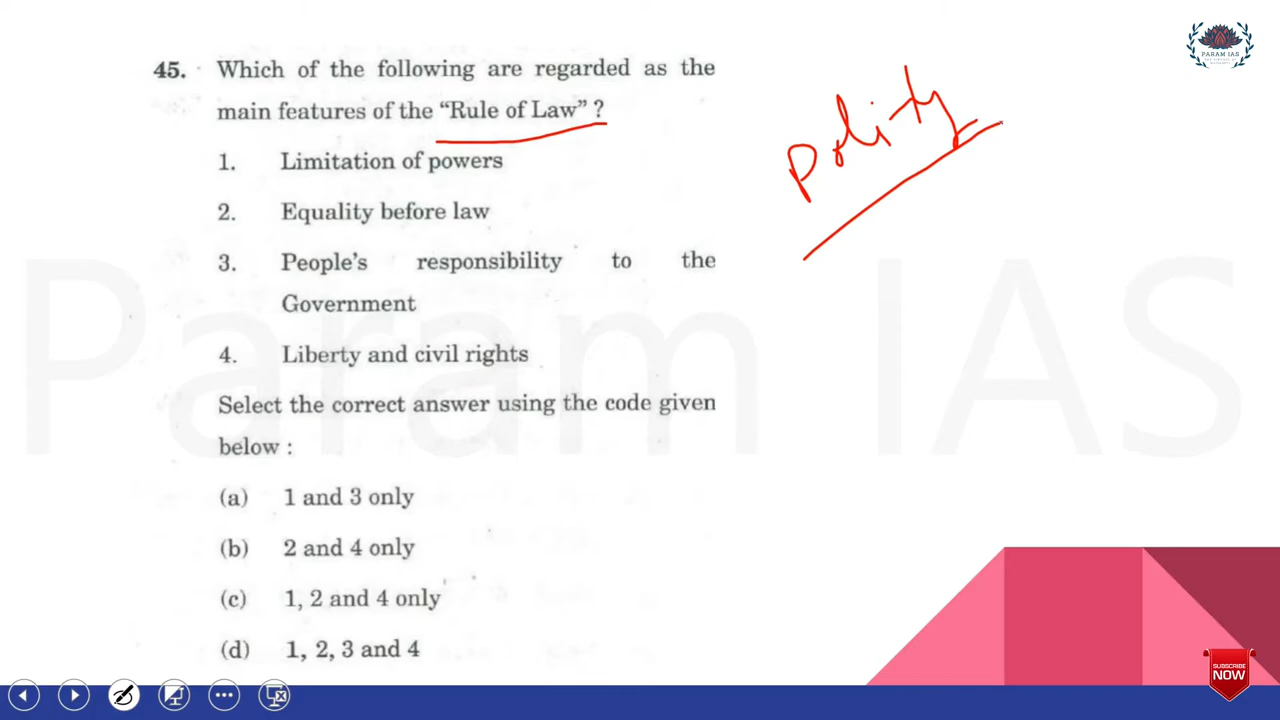 PARAM IAS
45. Which of the following are regarded as the
main features of the “Rule of Law” ?
polity
1. Limitation of powers
2. Equality before law
3. People’s responsibility to the
Government
4. Liberty and civil rights
Select the correct answer using the code given
below :
(a) 1 and 3 only
(b) 2 and 4 only
(c) 1, 2 and 4 only
(d) 1, 2, 3 and 4
Param IAS
SUBSCRIBE
NOW